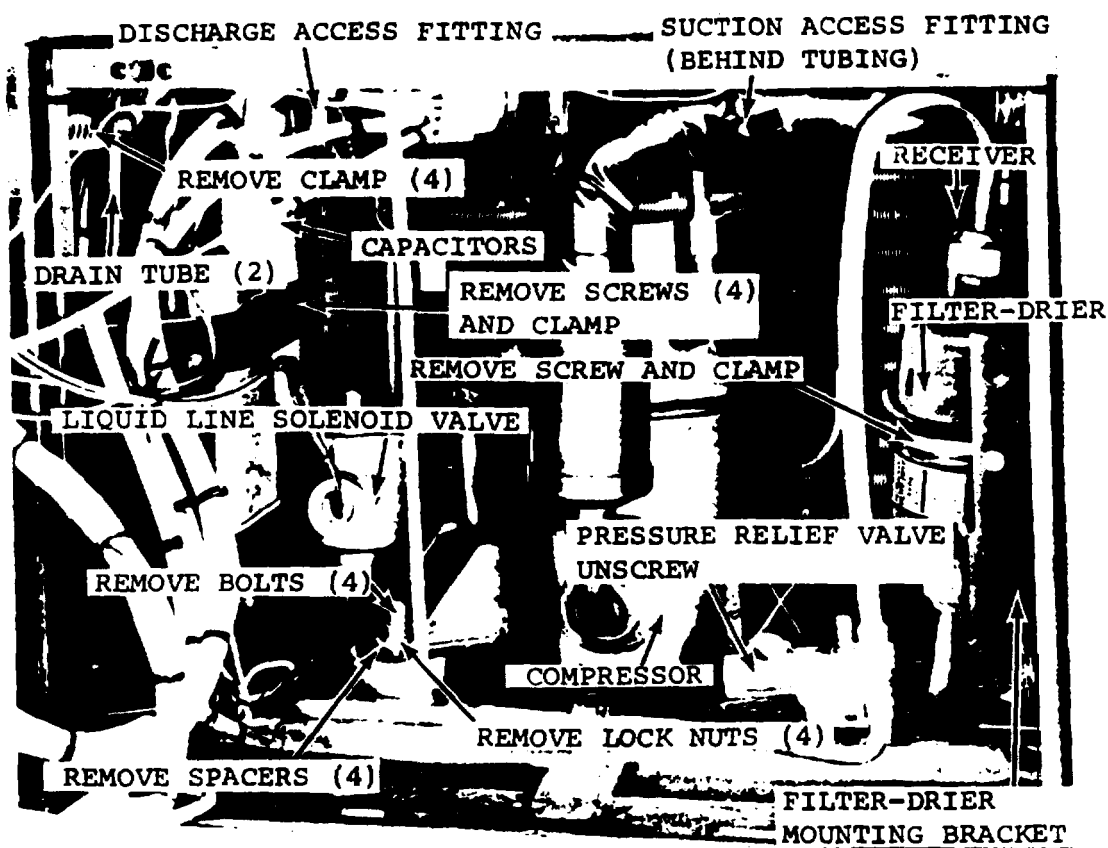 DISCHARGE ACCESS FITTING
SUCTION ACCESS FITTING
(BEHIND TUBING)
RECEIVER
REMOVE CLAMP (4)
CAPACITORS
DRAIN TUBE (2)
REMOVE SCREWS (4)
AND CLAMP
FILTER-DRIER
REMOVE SCREW AND CLAMP
LIQUID LINE SOLENOID VALVE
PRESSURE RELIEF VALVE
UNSCREW
REMOVE BOLTS (4)
COMPRESSOR
REMOVE LOCK NUTS (4)
REMOVE SPACERS (4)
FILTER-DRIER
MOUNTING BRACKET